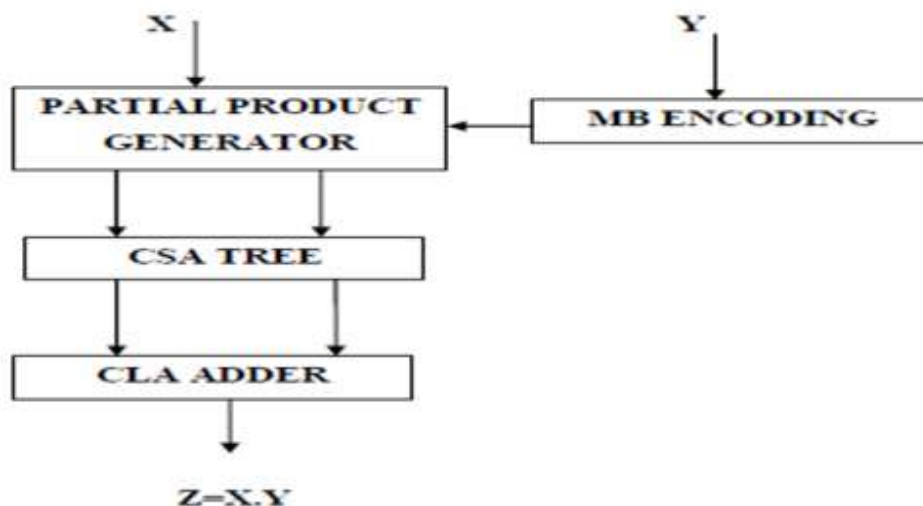 X
Y
PARTIAL PRODUCT
GENERATOR
MB ENCODING
CSA TREE
CLA ADDER
Z=X.Y